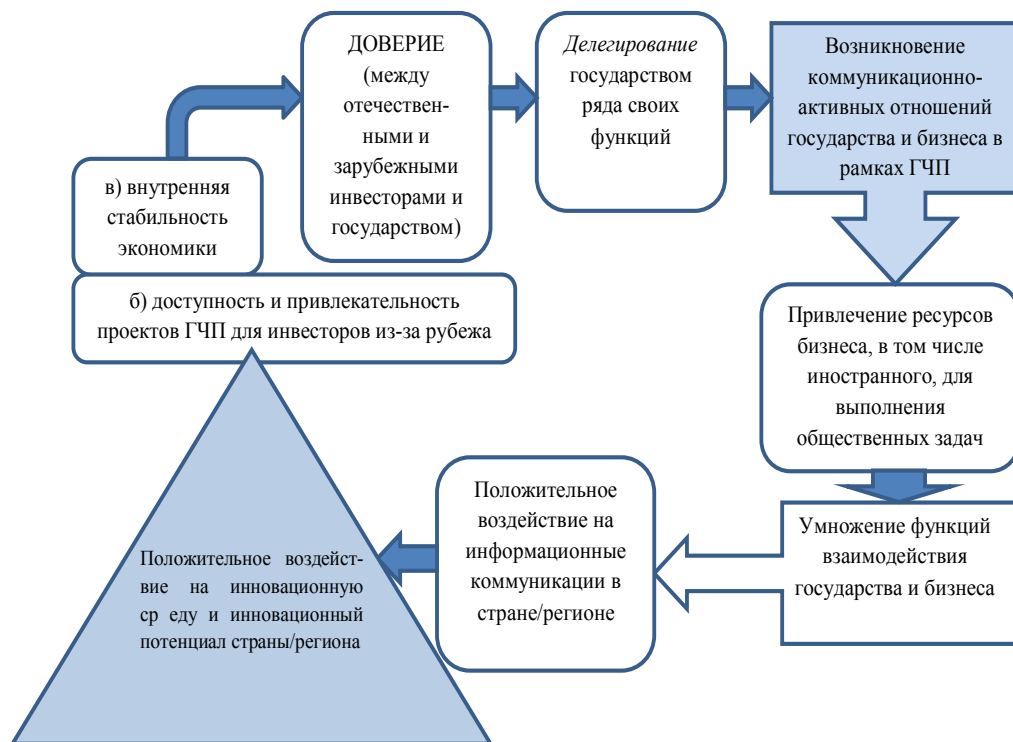 ДОВЕРИЕ
(между
отечествен-
ными и
зарубежными
инвесторами и
государством)
Делегирование
государством
ряда своих
функций
Возникновение
коммуникационно-
активных отношений
государства и бизнеса в
рамках ГЧП
в) внутренняя
стабильность
экономики
б) доступность и привлекательность
проектов ГЧП для инвесторов из-за рубежа
Привлечение ресурсов
бизнеса, в том числе
иностранного, для
выполнения
общественных задач
Умножение функций
взаимодействия
государства и бизнеса
Положительное
воздействие на
информационные
коммуникации в
стране/регионе
Положительное воздейст-
вие на инновационную
ср еду и инновационный
потенциал страны/региона